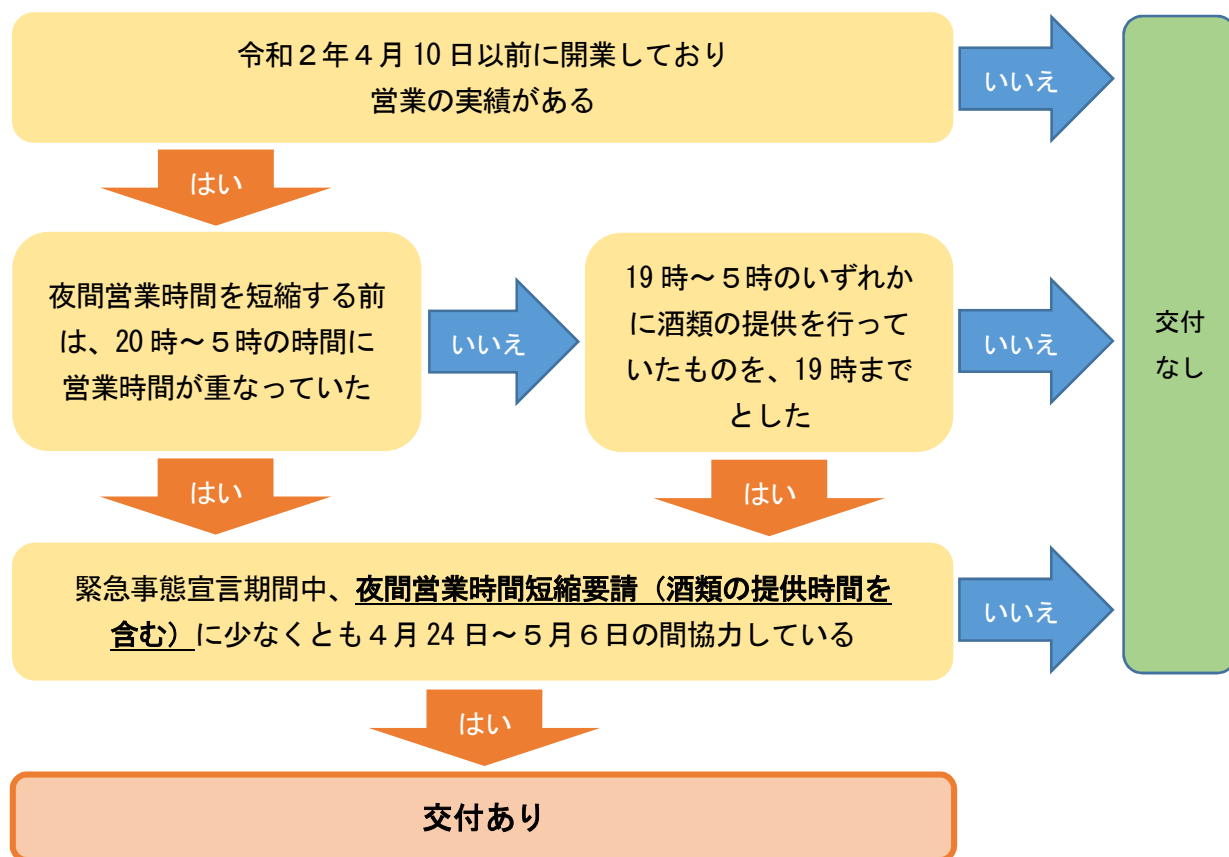 令和２年４月 10 日以前に開業しており
営業の実績がある
いいえ
はい
夜間営業時間を短縮する前
は、20 時～５時の時間に
営業時間が重なっていた
いいえ
19 時～５時のいずれか
に酒類の提供を行って
いたものを、19 時まで
とした
いいえ
交付
なし
はい
はい
緊急事態宣言期間中、夜間営業時間短縮要請（酒類の提供時間を
含む）に少なくとも４月 24 日～５月６日の間協力している
いいえ
はい
交付あり